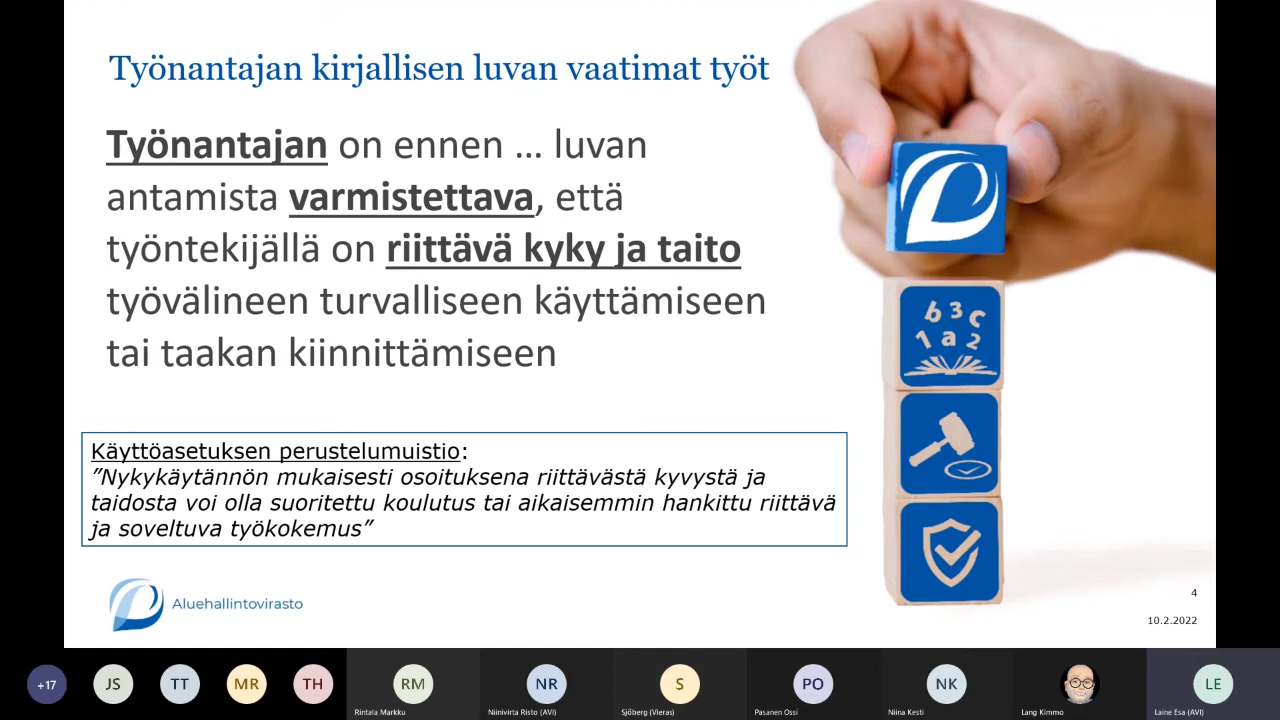 Työnantajan kirjallisen luvan vaatimat työt
Työnantajan on ennen ... luvan
antamista varmistettava, että
työntekijällä on riittävä kyky ja taito
työvälineen turvalliseen käyttämiseen
tai taakan kiinnittämiseen
b 3 c
1 a 2
Käyttöasetuksen perustelumuistio:
”Nykykäytännön mukaisesti osoituksena riittävästä kyvystä ja
taidosta voi olla suoritettu koulutus tai aikaisemmin hankittu riittävä
ja soveltuva työkokemus”
Aluehallintovirasto
4
10.2.2022
+17 JS TT MR TH RM NR S PO NK LE
Rintala Markku Niinivirta Risto (AVI) Sjöberg (Vieras) Pasanen Ossi Niina Kesti Lang Kimmo Laine Esa (AVI)